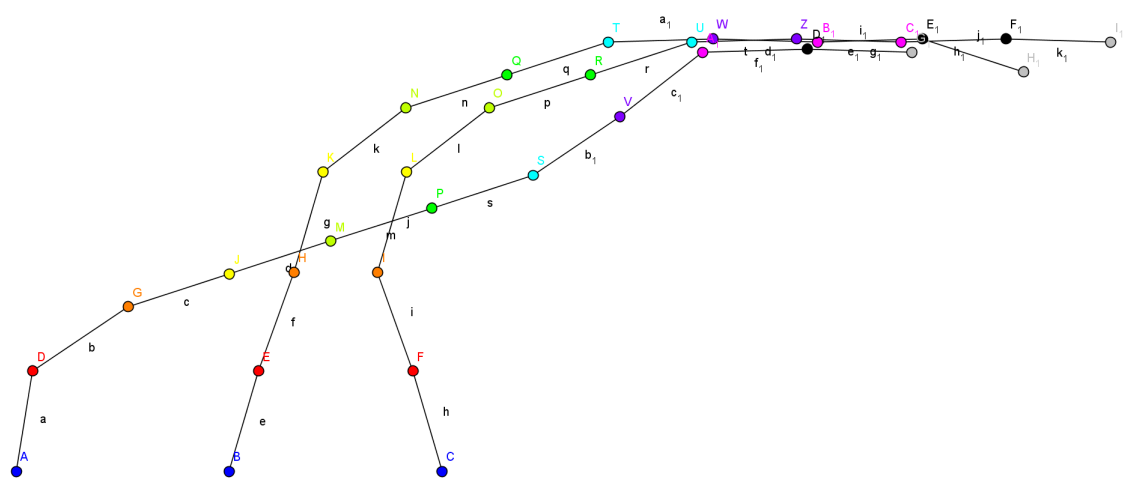 a₁ T U W Z D₁ B₁ i₁ C₁ E₁ j₁ F₁ I₁
t d₁ e₁ g₁ h₁ k₁
Q q R r f₁ H₁
N n O p c₁
V
k l b₁
K S
P s
g M j m
J d H I
G c
f i
b
D E F
a e h
A B C